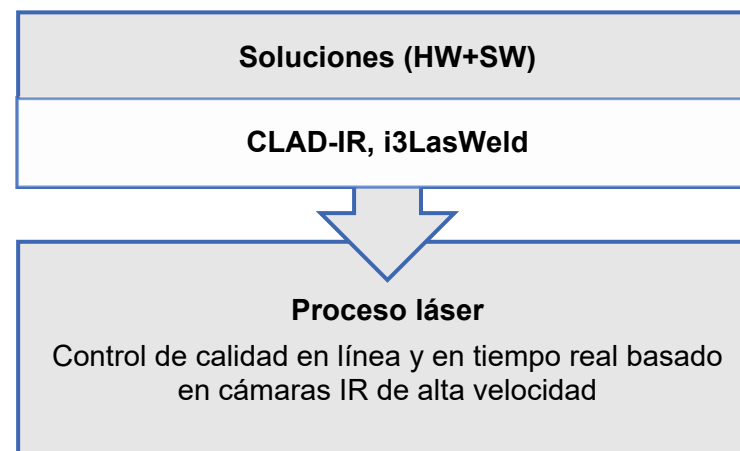 Soluciones (HW+SW)
CLAD-IR, i3LasWeld
Proceso láser
Control de calidad en línea y en tiempo real basado
en cámaras IR de alta velocidad